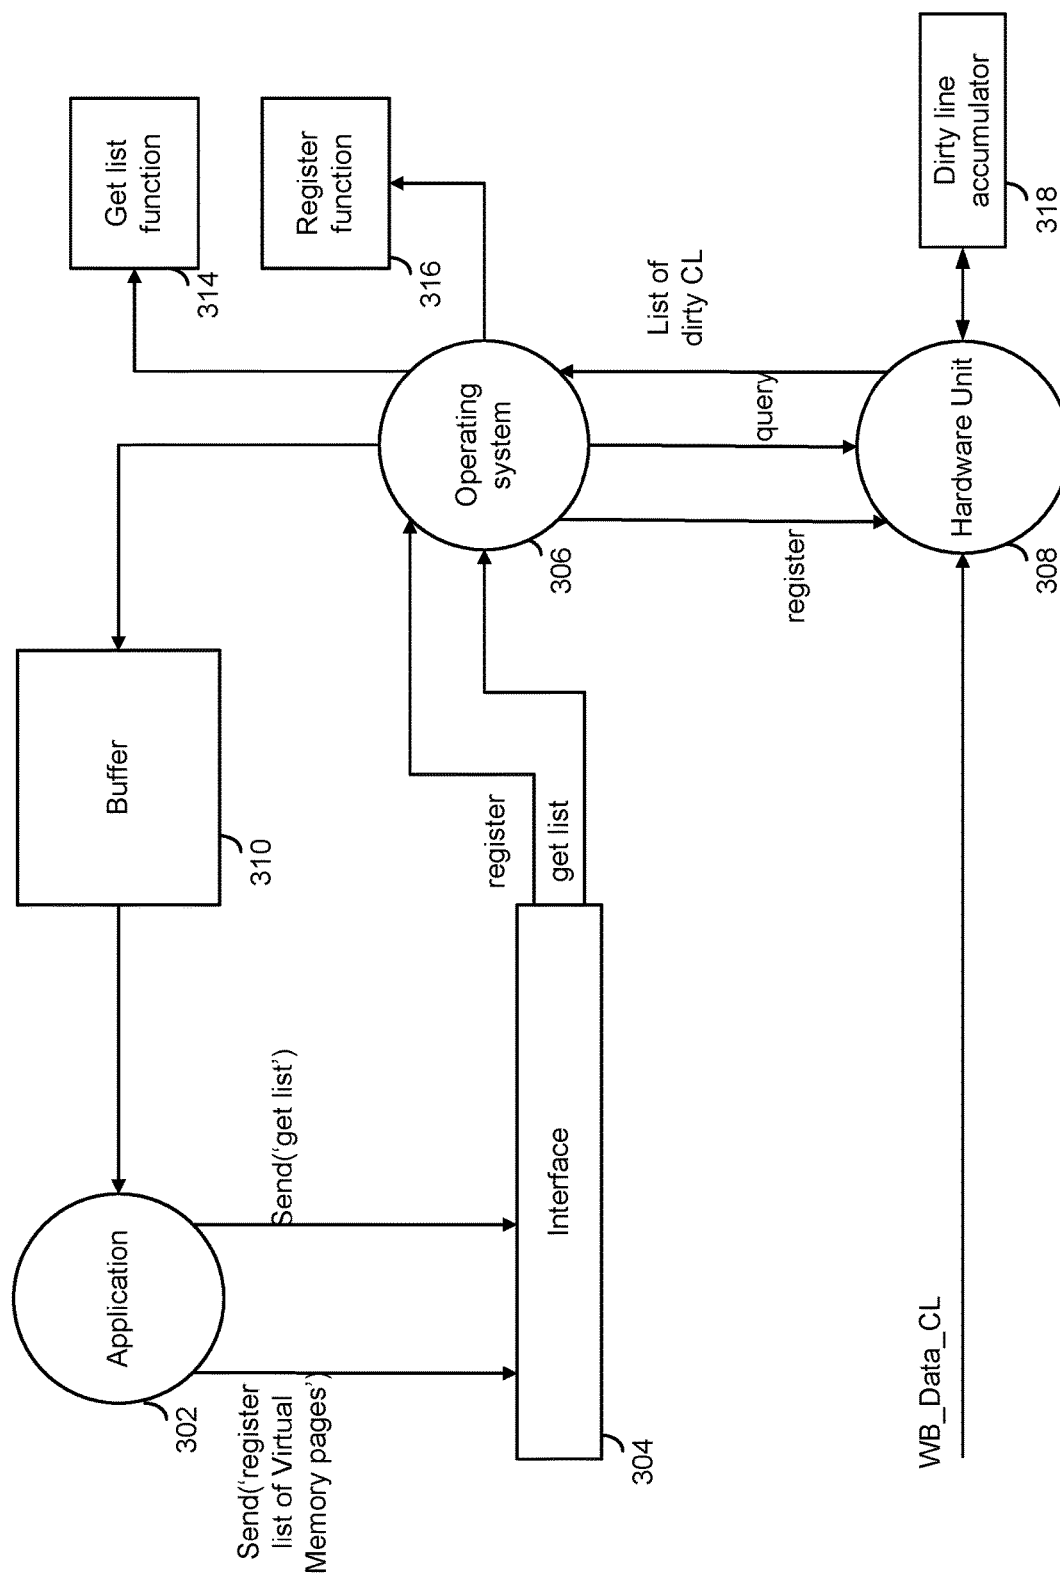 Application
302
Send(‘register
list of Virtual
Memory pages’)
Send(‘get list’)
Buffer
310
Interface
304
register
get list
Operating
system
306
Get list
function
314
Register
function
316
register
query
List of
dirty CL
Hardware Unit
308
WB_Data_CL
Dirty line
accumulator
318